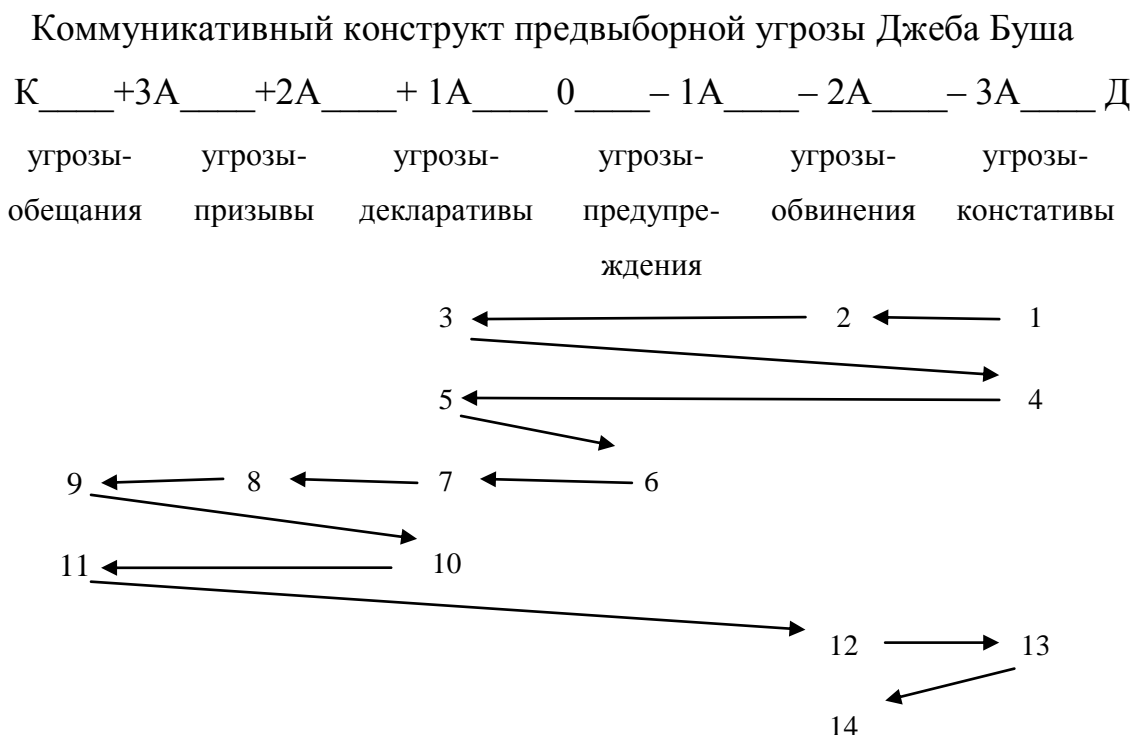 Коммуникативный конструкт предвыборной угрозы Джеба Буша
К____+3А____+2А____+ 1А____ 0____– 1А____– 2А____– 3А____ Д
угрозы- угрозы- угрозы- угрозы- угрозы- угрозы-
обещания призывы декларативы предупре- обвинения констативы
ждения
3 2 1
5 4
9 8 7 6
11 10
12 13
14